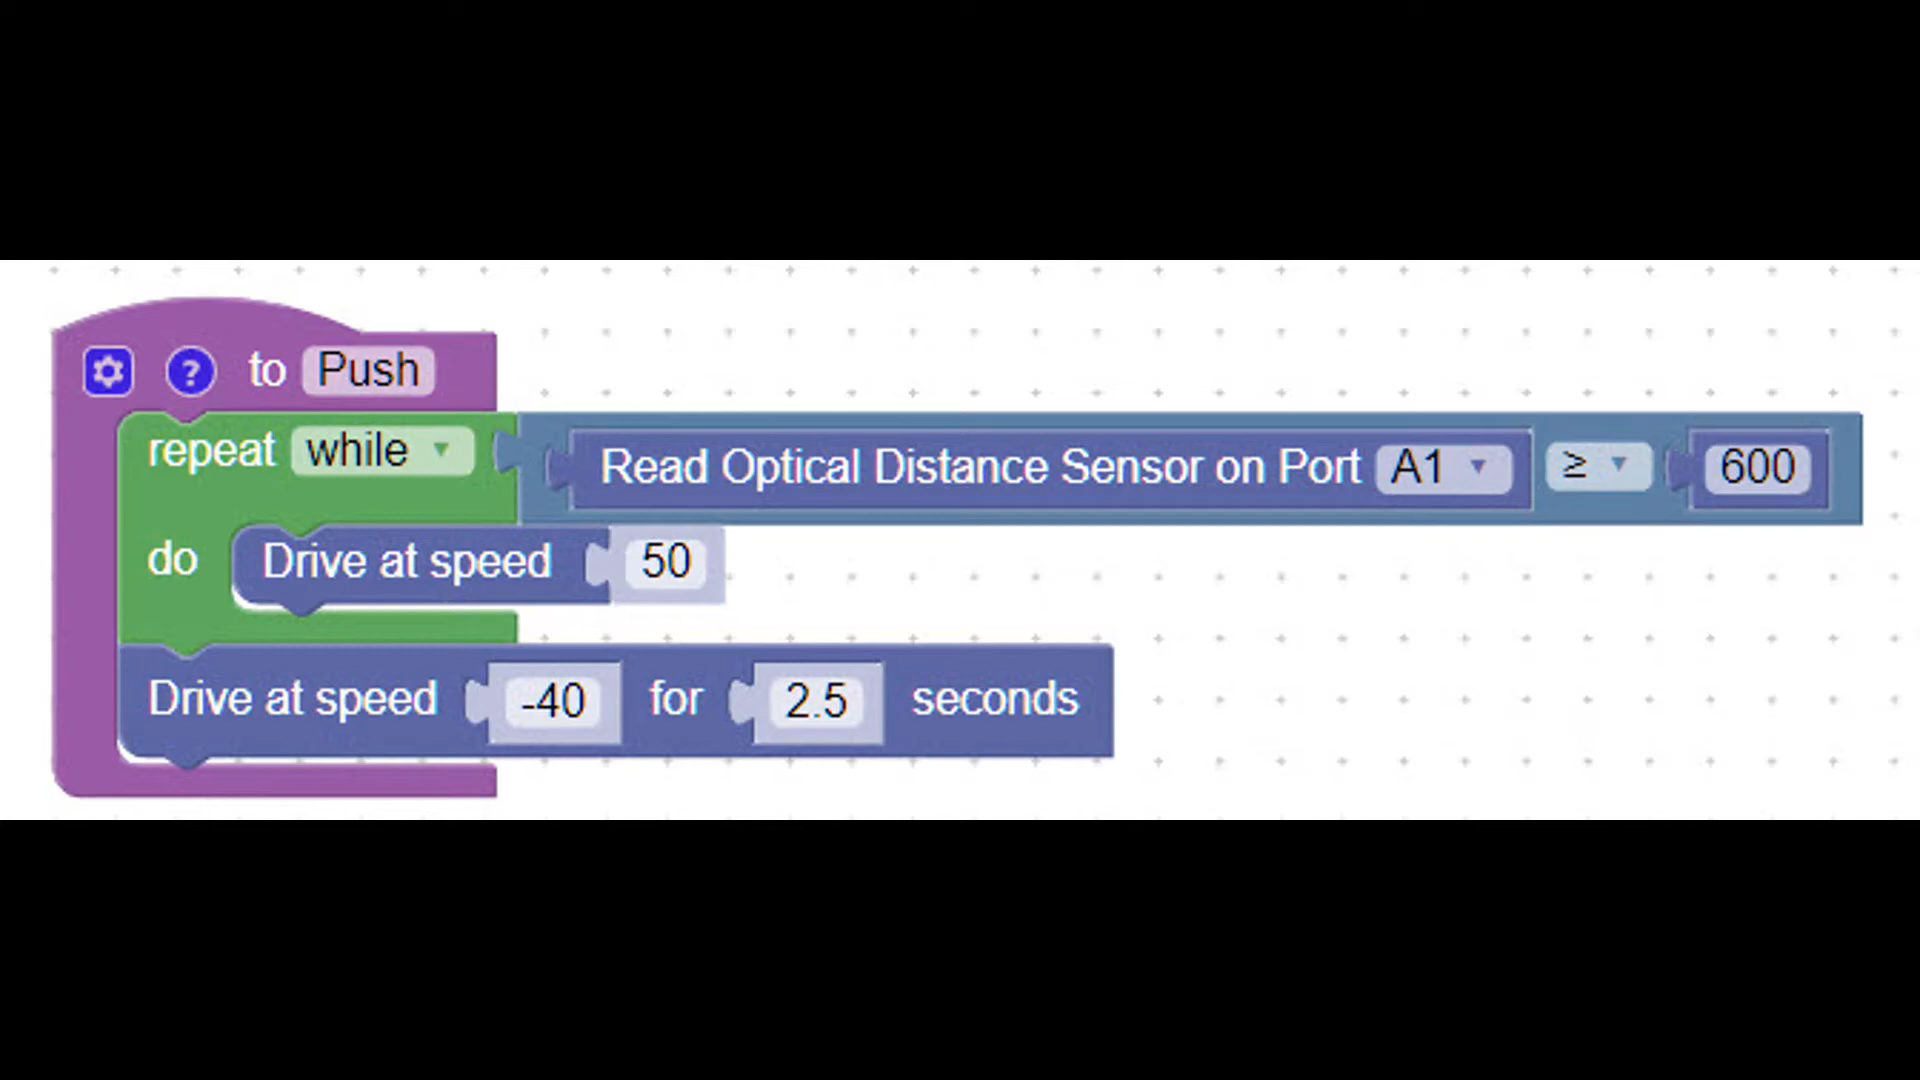 ? to Push
repeat while Read Optical Distance Sensor on Port A1 ≥ 600
do Drive at speed 50
Drive at speed -40 for 2.5 seconds